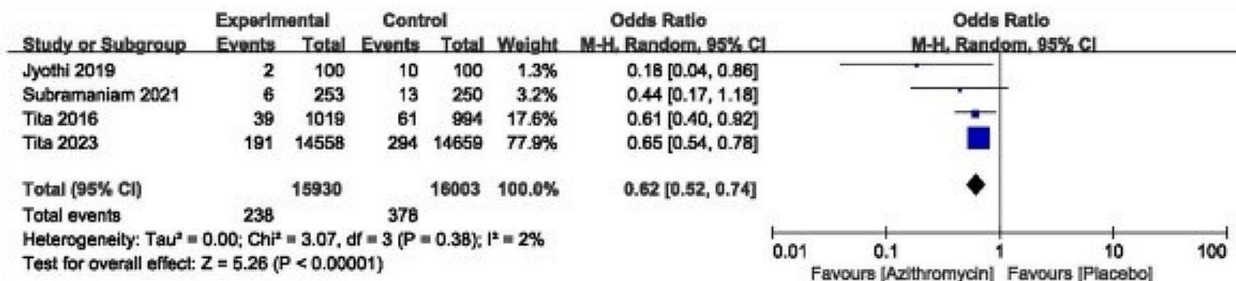 Experimental Control Odds Ratio Odds Ratio
Study or Subgroup Events Total Events Total Weight M-H, Random, 95% CI M-H, Random, 95% CI
Jyothi 2019 2 100 10 100 1.3% 0.18 [0.04, 0.86]
Subramaniam 2021 6 253 13 250 3.2% 0.44 [0.17, 1.18]
Tita 2016 39 1019 61 994 17.6% 0.61 [0.40, 0.92]
Tita 2023 191 14558 294 14659 77.9% 0.65 [0.54, 0.78]
Total (95% CI) 15930 16003 100.0% 0.62 [0.52, 0.74]
Total events 238 378
Heterogeneity: Tau² = 0.00; Chi² = 3.07, df = 3 (P = 0.38); I² = 2%
Test for overall effect: Z = 5.26 (P < 0.00001)
0.01 0.1 1 10 100
Favours [Azithromycin] Favours [Placebo]